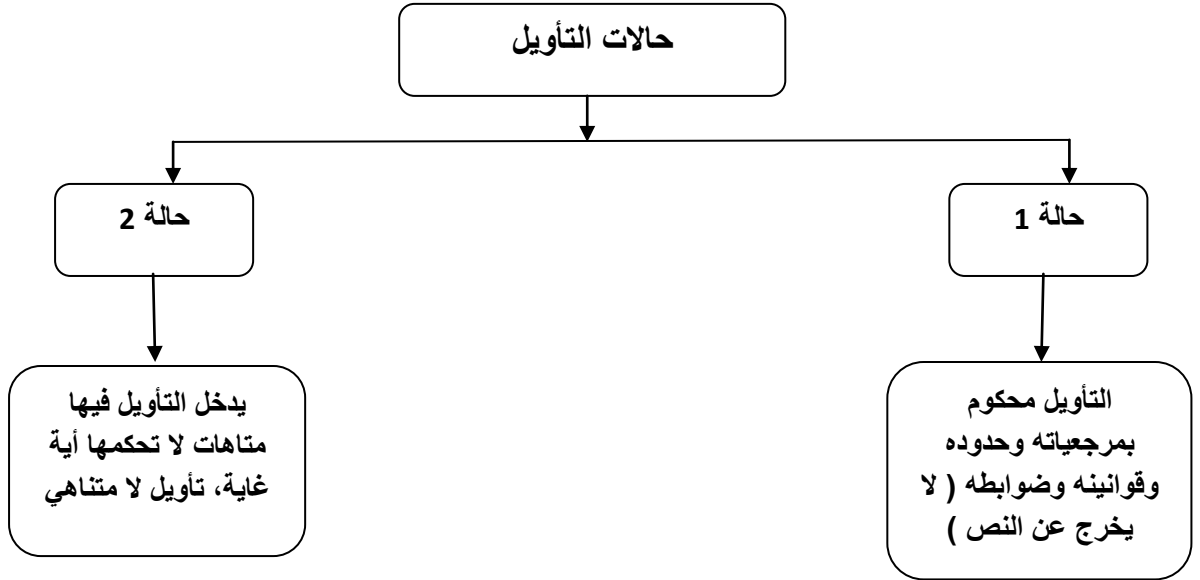 حالات التأويل
حالة 1
حالة 2
التأويل محكوم
بمرجعياته وحدوده
وقوانينه وضوابطه ( لا
يخرج عن النص )
يدخل التأويل فيها
متاهات لا تحكمها أية
غاية، تأويل لا متناهي